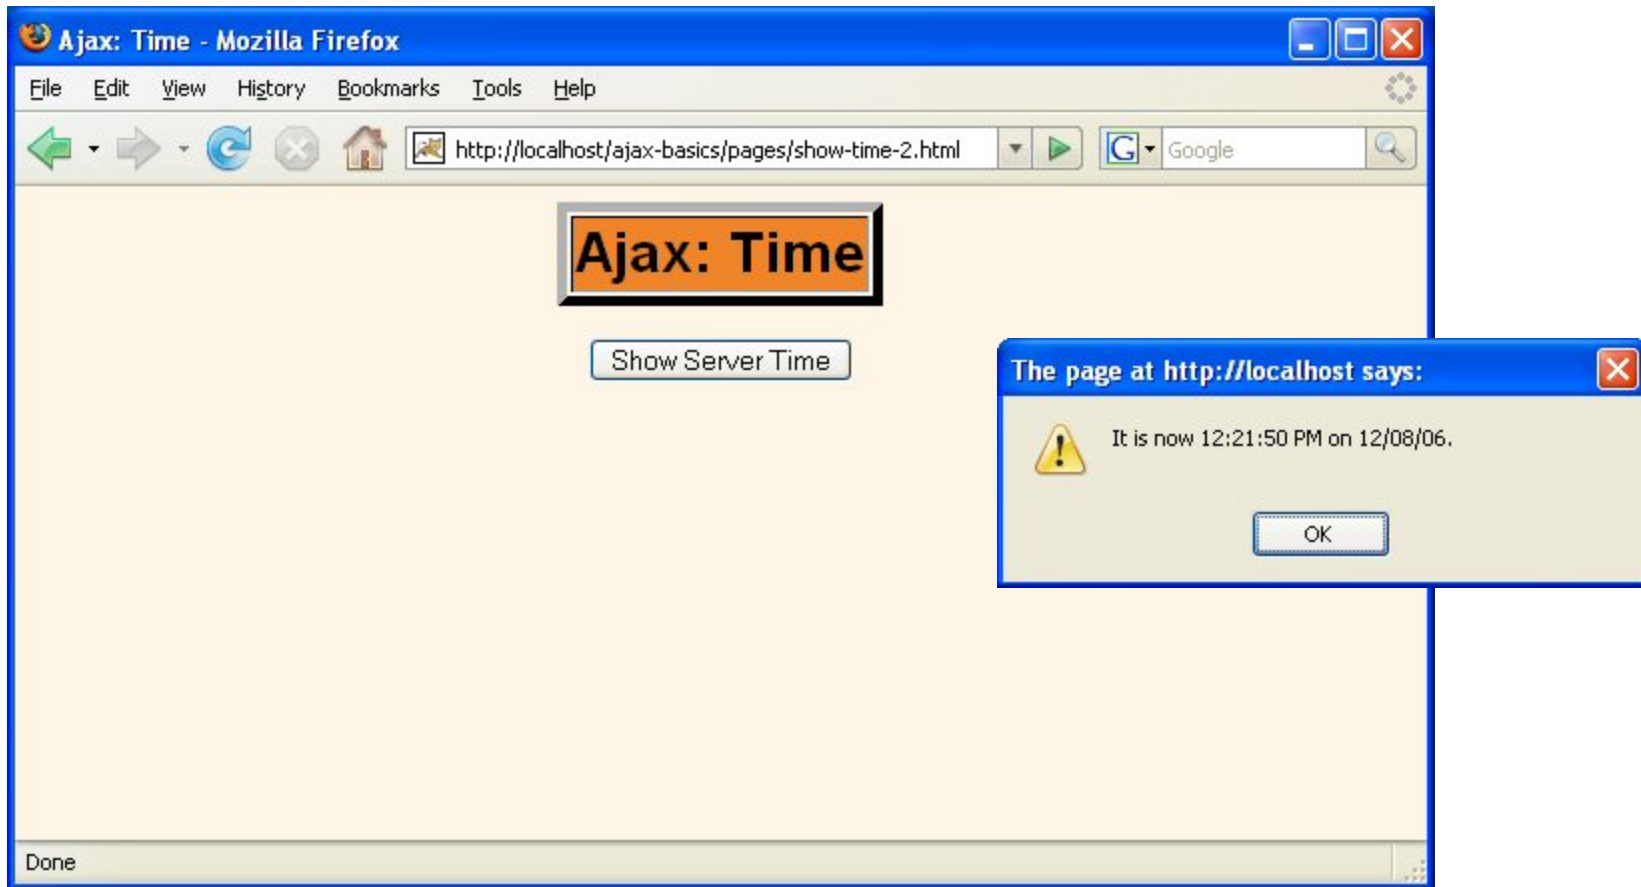 Ajax: Time - Mozilla Firefox
File Edit View History Bookmarks Tools Help
http://localhost/ajax-basics/pages/show-time-2.html G Google
Ajax: Time
Show Server Time
The page at http://localhost says:
It is now 12:21:50 PM on 12/08/06.
OK
Done